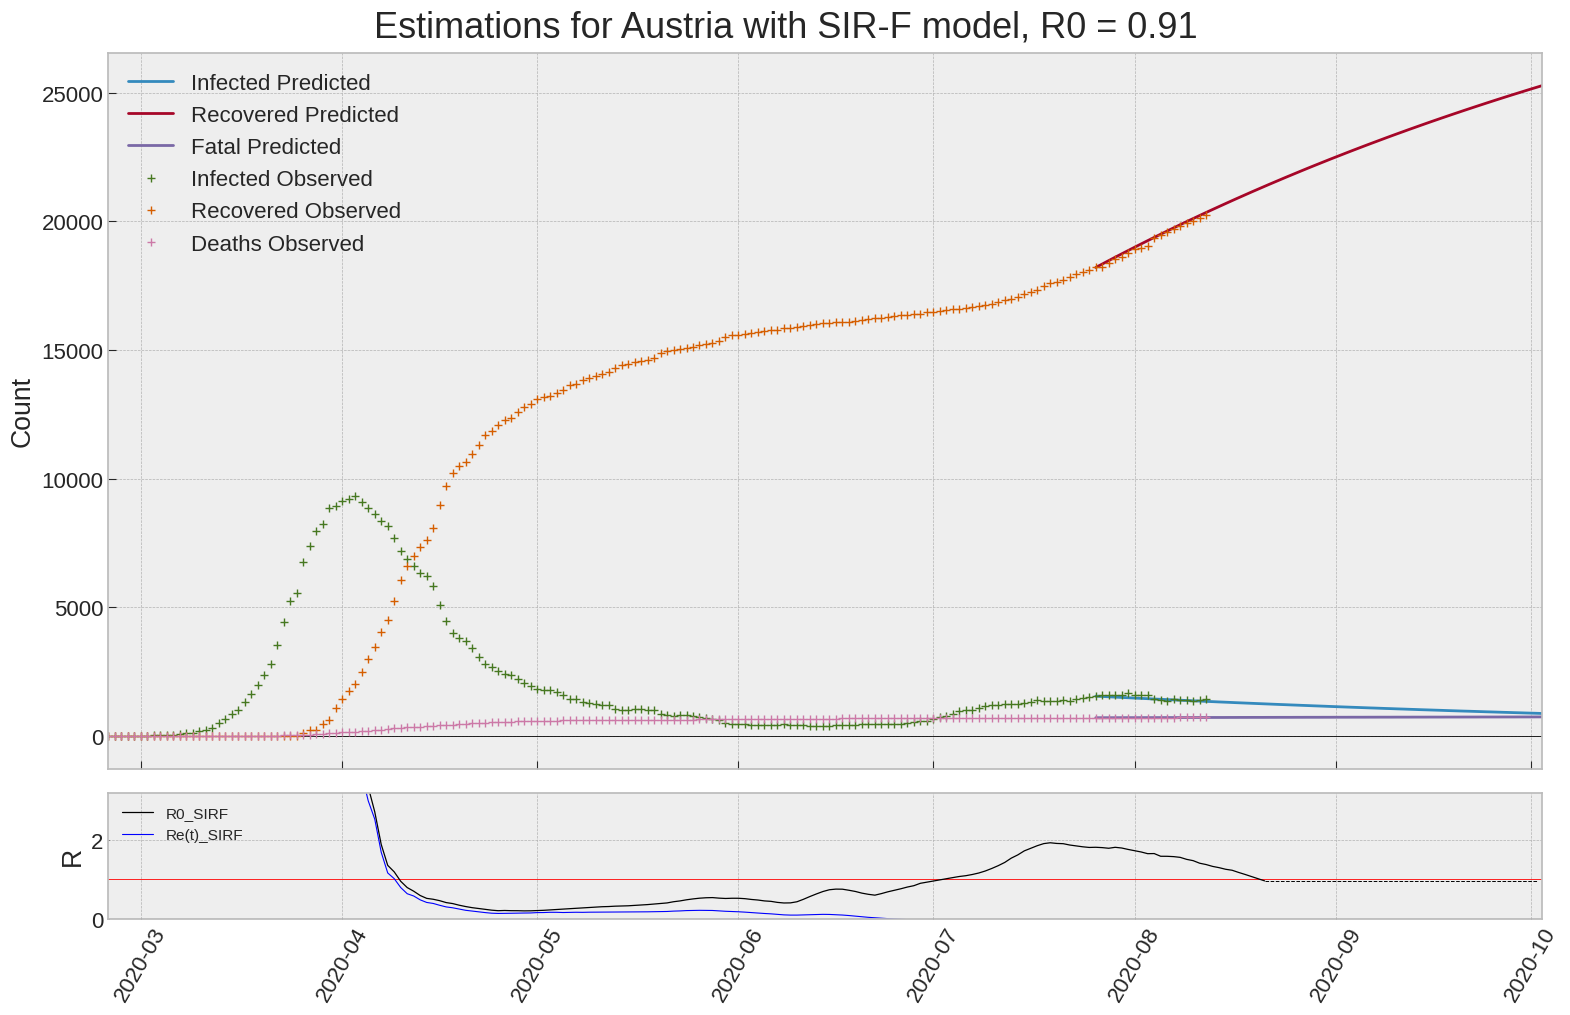 Estimations for Austria with SIR-F model, R0 = 0.91
Infected Predicted
Recovered Predicted
Fatal Predicted
Infected Observed
Recovered Observed
Deaths Observed
25000
20000
15000
10000
5000
0
Count
R0_SIRF
Re(t)_SIRF
2
0
R
2020-03
2020-04
2020-05
2020-06
2020-07
2020-08
2020-09
2020-10